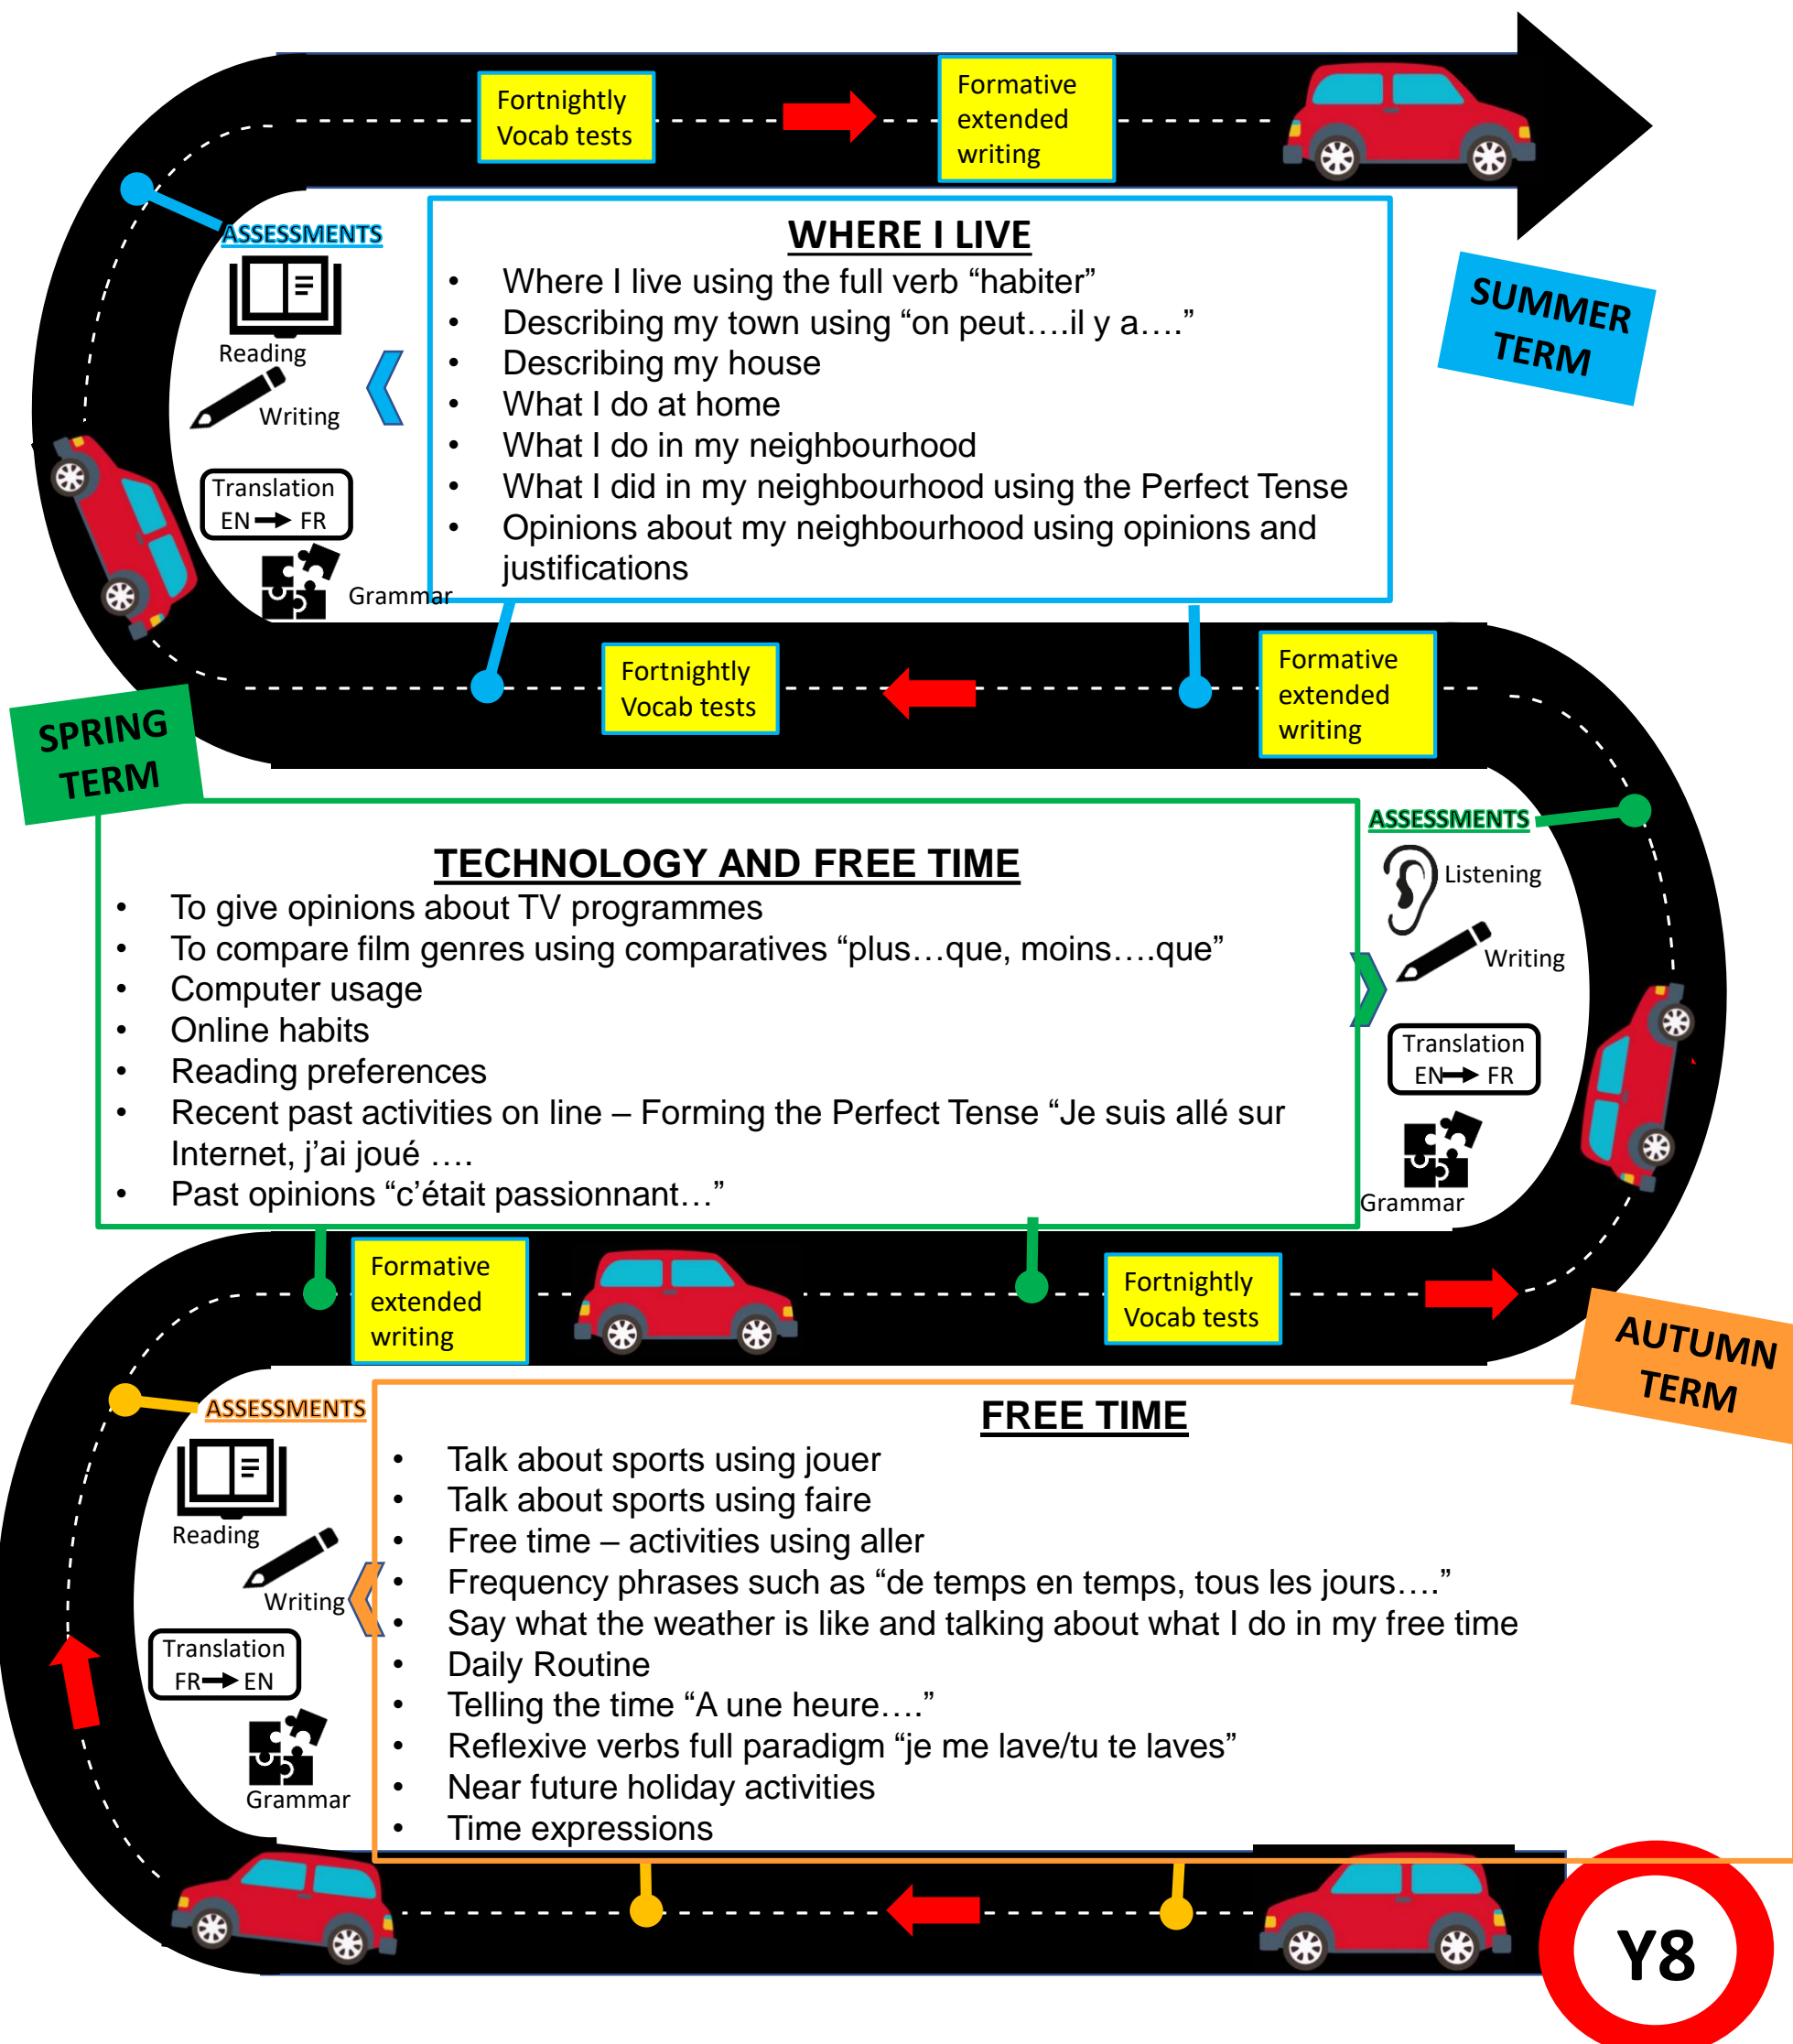 Fortnightly
Vocab tests
Formative
extended
writing
ASSESSMENTS
Reading
Writing
Translation
EN FR
Grammar
WHERE I LIVE
• Where I live using the full verb “habiter”
• Describing my town using “on peut….il y a….”
• Describing my house
• What I do at home
• What I do in my neighbourhood
• What I did in my neighbourhood using the Perfect Tense
• Opinions about my neighbourhood using opinions and
justifications
SUMMER
TERM
Fortnightly
Vocab tests
Formative
extended
writing
SPRING
TERM
TECHNOLOGY AND FREE TIME
• To give opinions about TV programmes
• To compare film genres using comparatives “plus…que, moins….que”
• Computer usage
• Online habits
• Reading preferences
• Recent past activities on line – Forming the Perfect Tense “Je suis allé sur
Internet, j’ai joué ….
• Past opinions “c’était passionnant…”
ASSESSMENTS
Listening
Writing
Translation
EN FR
Grammar
Formative
extended
writing
Fortnightly
Vocab tests
AUTUMN
TERM
ASSESSMENTS
Reading
Writing
Translation
FR EN
Grammar
FREE TIME
• Talk about sports using jouer
• Talk about sports using faire
• Free time – activities using aller
• Frequency phrases such as “de temps en temps, tous les jours….”
• Say what the weather is like and talking about what I do in my free time
• Daily Routine
• Telling the time “A une heure….”
• Reflexive verbs full paradigm “je me lave/tu te laves”
• Near future holiday activities
• Time expressions
Y8